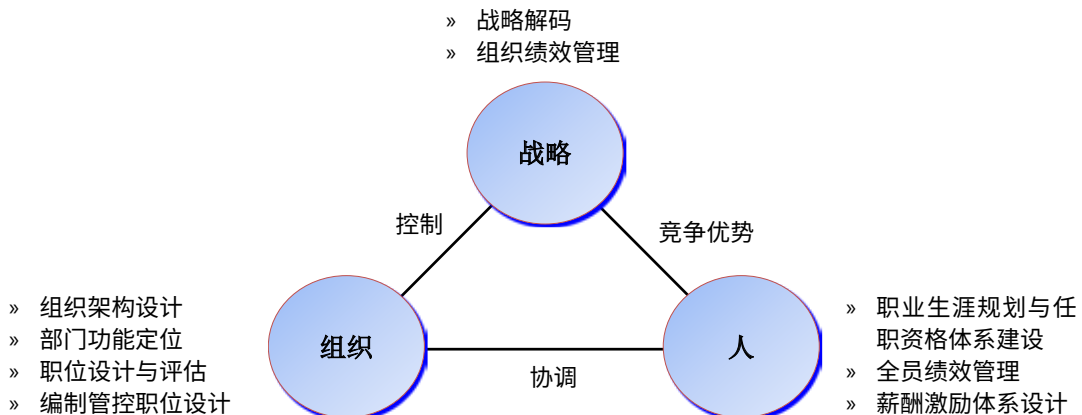 » 战略解码
» 组织绩效管理
战略
控制
竞争优势
» 组织架构设计
» 部门功能定位
» 职位设计与评估
» 编制管控职位设计
组织
协调
人
» 职业生涯规划与任
职资格体系建设
» 全员绩效管理
» 薪酬激励体系设计